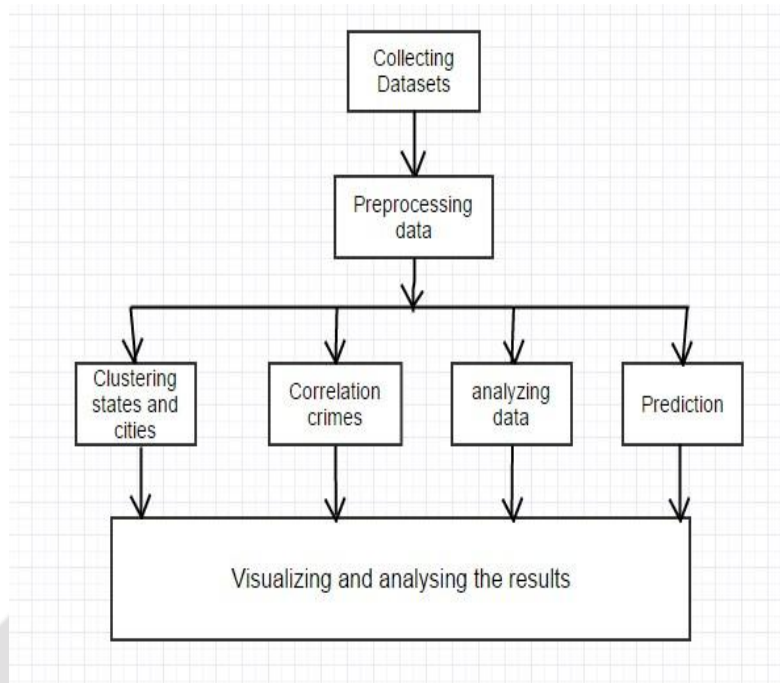 Collecting
Datasets
Preprocessing
data
Clustering
states and
cities
Correlation
crimes
analyzing
data
Prediction
Visualizing and analysing the results